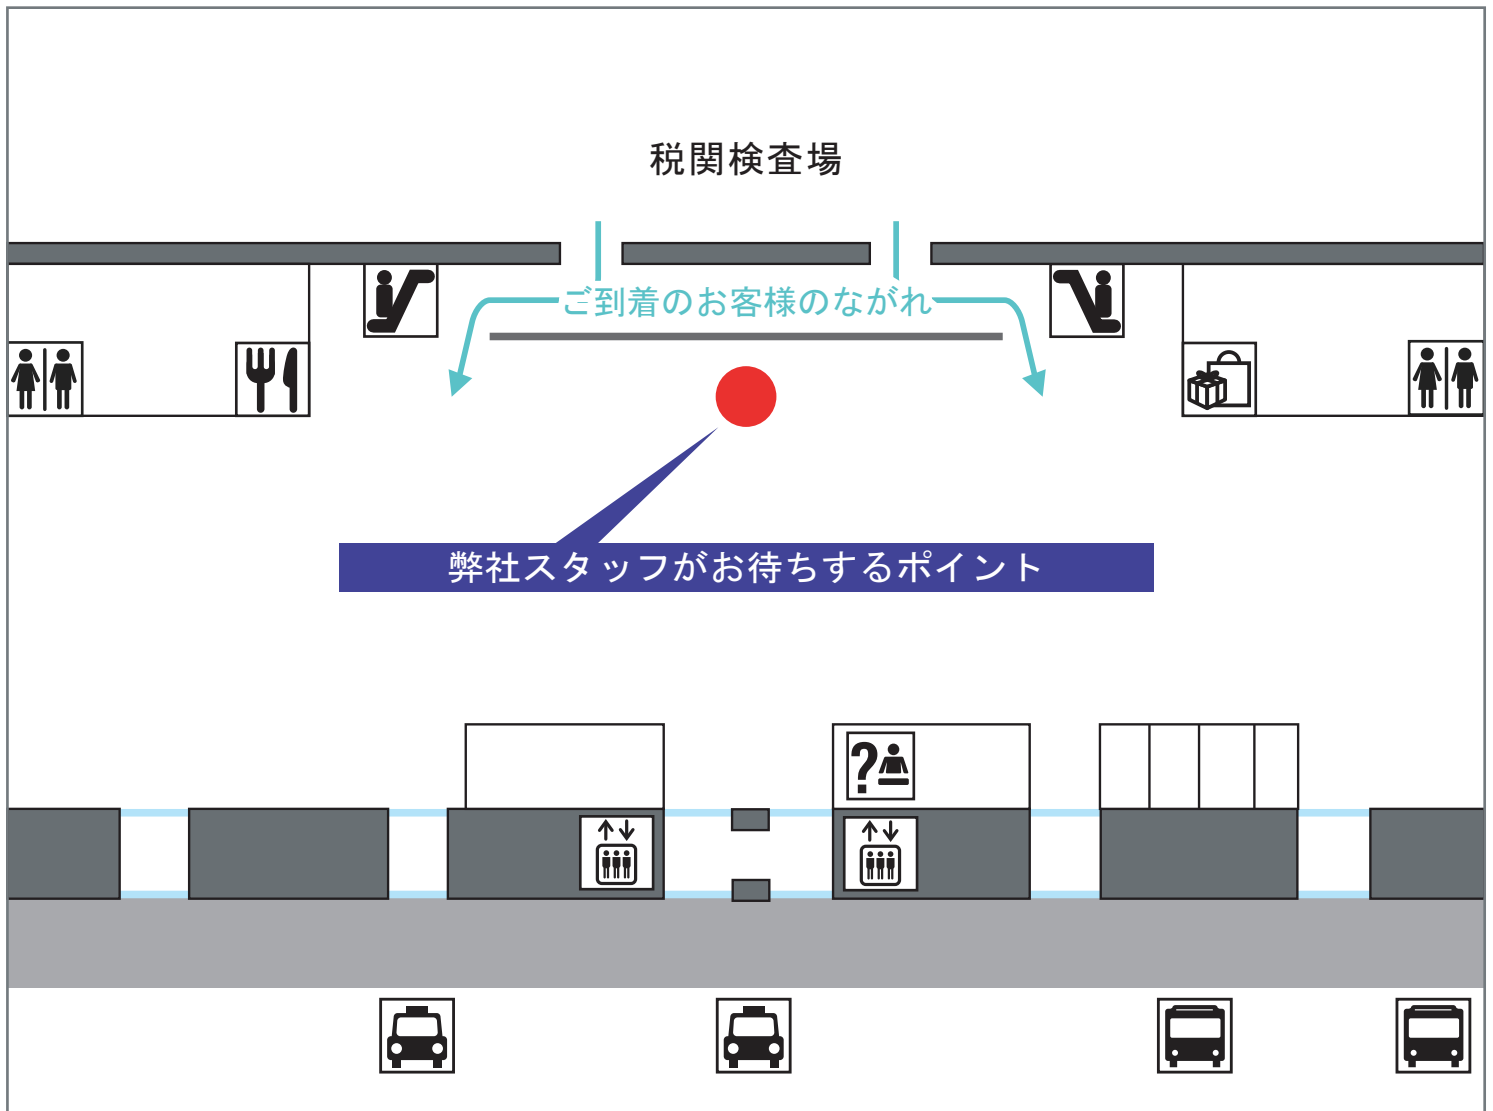 税関検査場
ご到着のお客様のながれ
弊社スタッフがお待ちするポイント
?